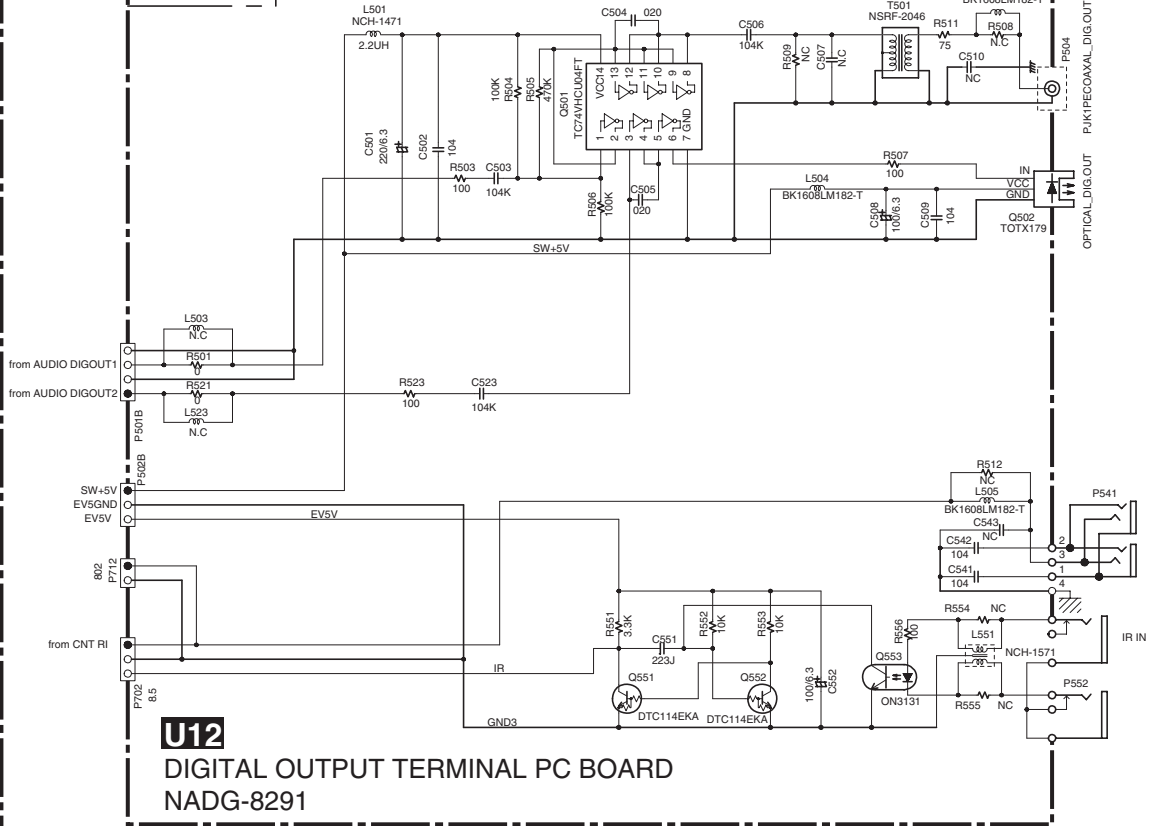 L501
NCH-1471
2.2UH
C504 020
C506
104K
T501
NSRF-2046
R511
75
R508
N.C
C510
NC
P504
PJK1PECOAXAL_DIG.OUT
100K
R504
R505
470K
Q501
TC74VHCU04FT
VCC14 13 12 11 10 9 8
1 2 3 4 5 6 7 GND
R509
NC
C507
N.C
C501
220/6.3
C502
104
R503
100
C503
104K
R506
100K
C505
020
R507
100
L504
BK1608LM182-T
C508
100/6.3
C509
104
IN
VCC
GND
Q502
TOTX179
OPTICAL_DIG.OUT
SW+5V
L503
N.C
from AUDIO DIGOUT1
R501
0
from AUDIO DIGOUT2
R521
0
L523
N.C
R523
100
C523
104K
P501B
P502B
SW+5V
EV5GND
EV5V
EV5V
R512
NC
L505
BK1608LM182-T
C543
NC
C542
104
C541
104
P541
2
3
1
4
802
P712
from CNT RI
P702
8.5
IR
R551
3.3K
C551
223J
R552
10K
R553
10K
Q551
DTC114EKA
Q552
DTC114EKA
100/6.3
C552
Q553
ON3131
R556
100
R554 NC
L551
NCH-1571
R555 NC
IR IN
P552
GND3
U12
DIGITAL OUTPUT TERMINAL PC BOARD
NADG-8291